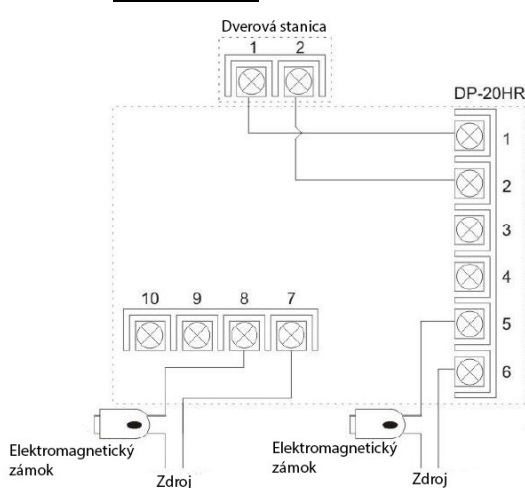 Dverová stanica
1 2
DP-20HR
1
2
3
4
10 9 8 7
5
6
Elektromagnetický
zámok
Zdroj
Elektromagnetický
zámok
Zdroj